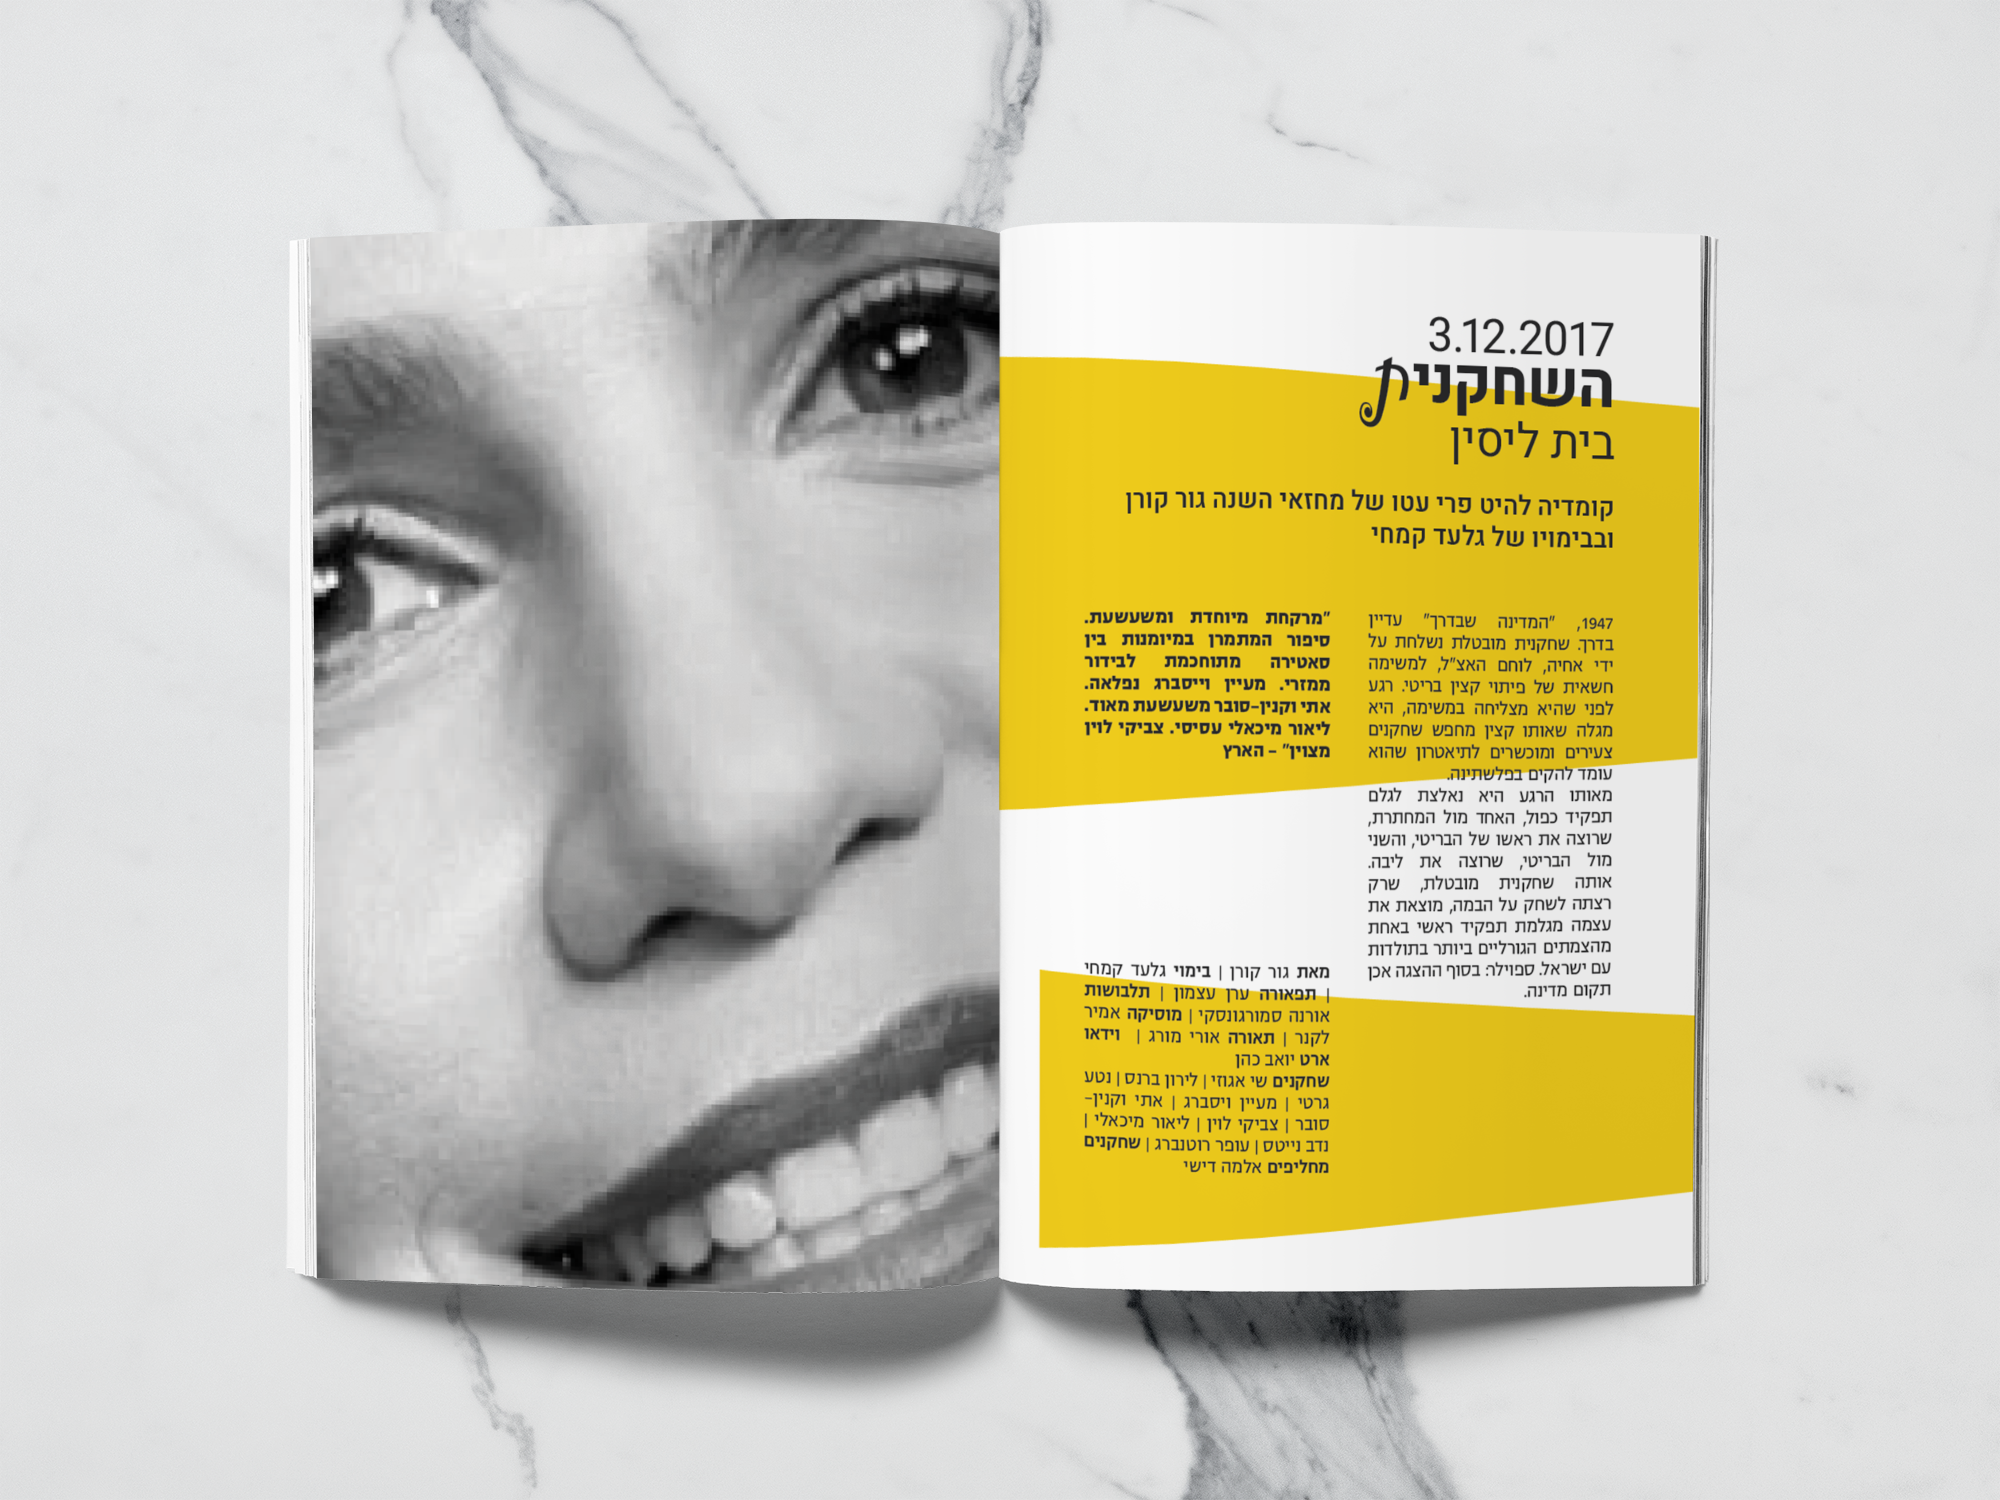 3.12.2017
השחקנית
בית ליסין
קומדיה להיט פרי עטו של מחזאי השנה גור קורן
ובבימויו של גלעד קמחי
1947, "המדינה שבדרך" עדיין
בדרך. שחקנית מובטלת נשלחת על
ידי אחיה, לוחם האצ"ל, למשימה
חשאית של פיתוי קצין בריטי. רגע
לפני שהיא מצליחה במשימה, היא
מגלה שאותו קצין מחפש שחקנים
צעירים ומוכשרים לתיאטרון שהוא
עומד להקים בפלשתינה.
מאותו הרגע היא נאלצת לגלם
תפקיד כפול, האחד מול המחתרת,
שרוצה את ראשו של הבריטי, והשני
מול הבריטי, שרוצה את ליבה.
אותה שחקנית מובטלת, שרק
רצתה לשחק על הבמה, מוצאת את
עצמה מגלמת תפקיד ראשי באחת
מהצמתים הגורליים ביותר בתולדות
עם ישראל. ספוילר: בסוף ההצגה אכן
תקום מדינה.
"מרקחת מיוחדת ומשעשעת.
סיפור המתמרן במיומנות בין
סאטירה מתוחכמת לבידור
ממזרי. מעיין וייסברג נפלאה.
אתי וקנין-סובר משעשעת מאוד.
ליאור מיכאלי עסיסי. צביקי לוין
מצוין" - הארץ
מאת גור קורן | בימוי גלעד קמחי
| תפאורה ערן עצמון | תלבושות
אורנה סמורגונסקי | מוסיקה אמיר
לקנר | תאורה אורי מורג | וידאו
ארט יואב כהן
שחקנים שי אגוזי | לירון ברנס | נטע
גרטי | מעיין ויסברג | אתי וקנין-
סובר | צביקי לוין | ליאור מיכאלי |
נדב נייטס | עופר רוטנברג | שחקנים
מחליפים אלמה דישי